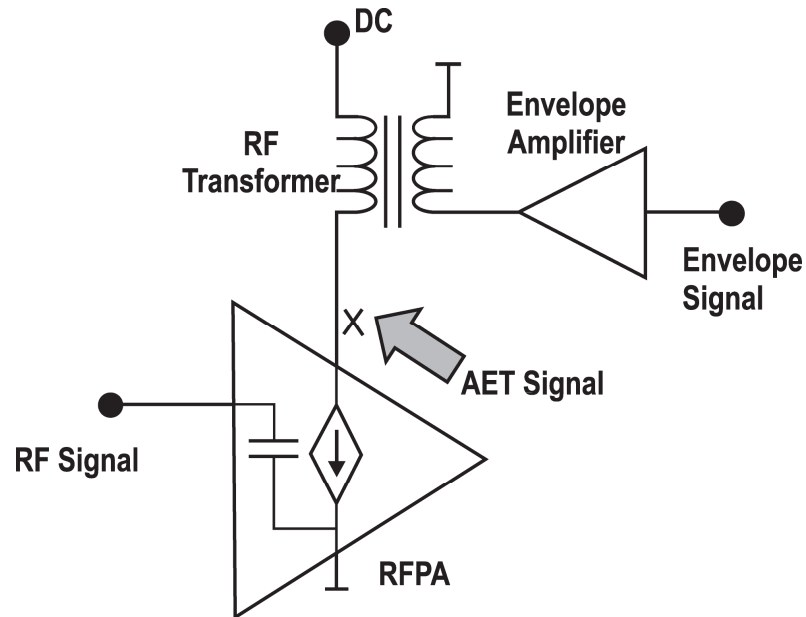 DC
Envelope
Amplifier
RF
Transformer
Envelope
Signal
X
AET Signal
RF Signal
RFPA